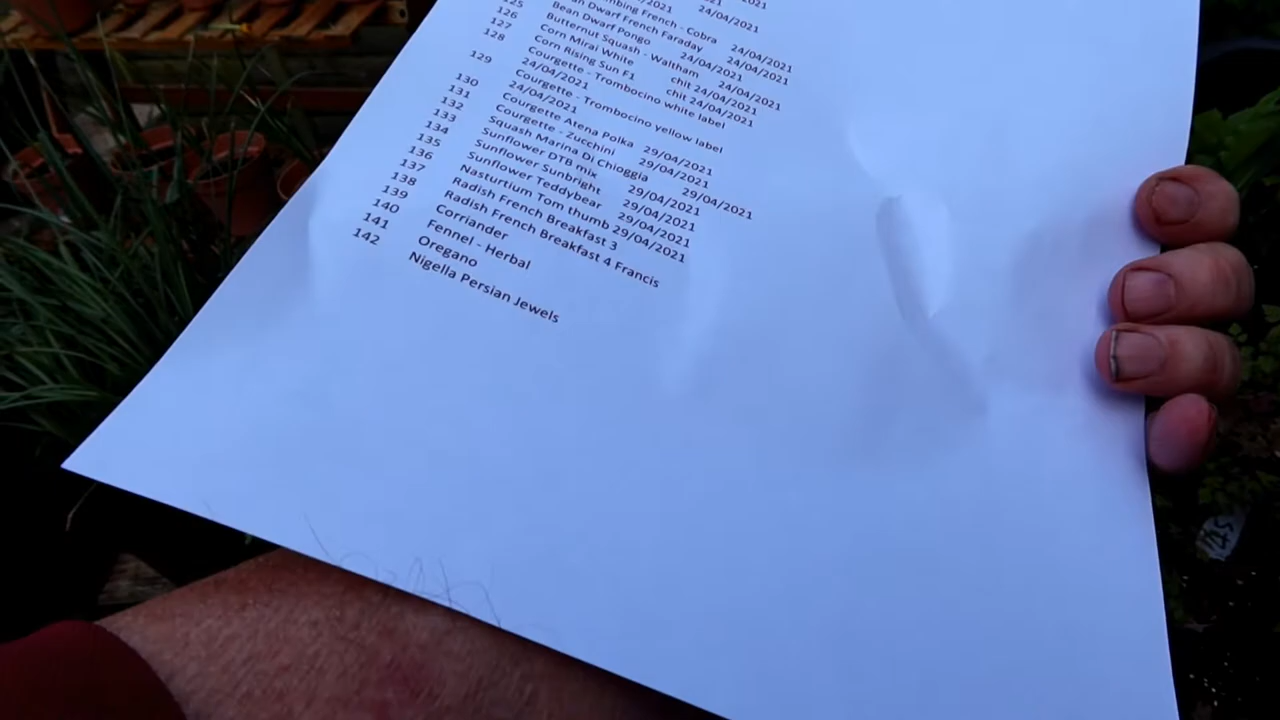 24/04/2021
French - Cobra 24/04/2021
Dwarf French Faraday 24/04/2021
Bean Dwarf Pongo 24/04/2021
Butternut Squash - Waltham 24/04/2021
126 Corn Mirai White chit 24/04/2021
127 Corn Rising Sun F1 chit 24/04/2021
128 Courgette - Trombocino white label
24/04/2021
129 Courgette - Trombocino yellow label
24/04/2021
130 Courgette Atena Polka 29/04/2021
131 Courgette - Zucchini 29/04/2021
132 Squash Marina Di Chioggia 29/04/2021
133 Sunflower DTB mix 29/04/2021
134 Sunflower Sunbright 29/04/2021
135 Sunflower Teddybear 29/04/2021
136 Nasturtium Tom thumb 29/04/2021
137 Radish French Breakfast 3
138 Radish French Breakfast 4 Francis
139 Corriander
140 Fennel - Herbal
141 Oregano
142 Nigella Persian Jewels